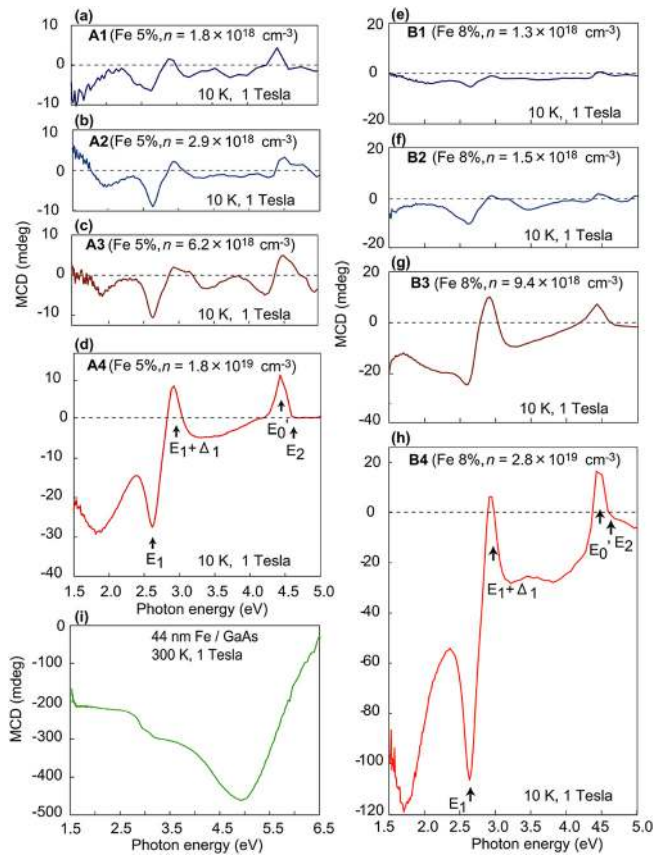 (a)
A1 (Fe 5%, n = 1.8 × 10^18 cm^-3)
10
0
-10
10 K, 1 Tesla
(b)
A2 (Fe 5%, n = 2.9 × 10^18 cm^-3)
10
0
-10
10 K, 1 Tesla
(c)
A3 (Fe 5%, n = 6.2 × 10^18 cm^-3)
10
0
-10
10 K, 1 Tesla
MCD (mdeg)
(d)
A4 (Fe 5%, n = 1.8 × 10^19 cm^-3)
10
0
-10
-20
-30
-40
E1
E1 + Δ1
E0
E2
10 K, 1 Tesla
1.5 2.0 2.5 3.0 3.5 4.0 4.5 5.0
Photon energy (eV)
(i)
44 nm Fe / GaAs
300 K, 1 Tesla
MCD (mdeg)
0
-100
-200
-300
-400
-500
1.5 2.5 3.5 4.5 5.5 6.5
Photon energy (eV)
(e)
B1 (Fe 8%, n = 1.3 × 10^18 cm^-3)
20
0
-20
10 K, 1 Tesla
(f)
B2 (Fe 8%, n = 1.5 × 10^18 cm^-3)
20
0
-20
10 K, 1 Tesla
(g)
B3 (Fe 8%, n = 9.4 × 10^18 cm^-3)
20
0
-20
-40
10 K, 1 Tesla
MCD (mdeg)
(h)
B4 (Fe 8%, n = 2.8 × 10^19 cm^-3)
20
0
-20
-40
-60
-80
-100
-120
E1
E1 + Δ1
E0'
E2
10 K, 1 Tesla
1.5 2.0 2.5 3.0 3.5 4.0 4.5 5.0
Photon energy (eV)